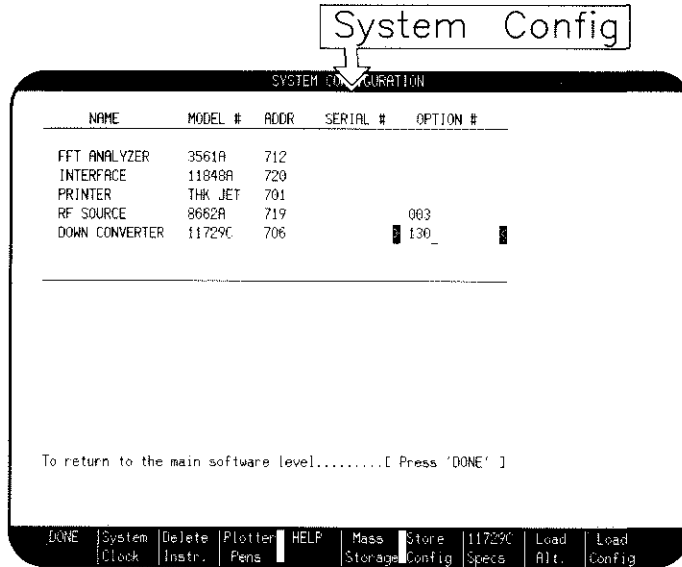 System Config
SYSTEM CONFIGURATION
NAME MODEL # ADDR SERIAL # OPTION #
FFT ANALYZER 3561A 712
INTERFACE 11848A 720
PRINTER THK JET 701
RF SOURCE 8662A 719 003
DOWN CONVERTER 11729C 706 130_
To return to the main software level.........[ Press 'DONE' ]
DONE System Delete Plotter HELP Mass Store 11729C Load Load
Clock Instr. Pens Storage Config Specs Alt. Config